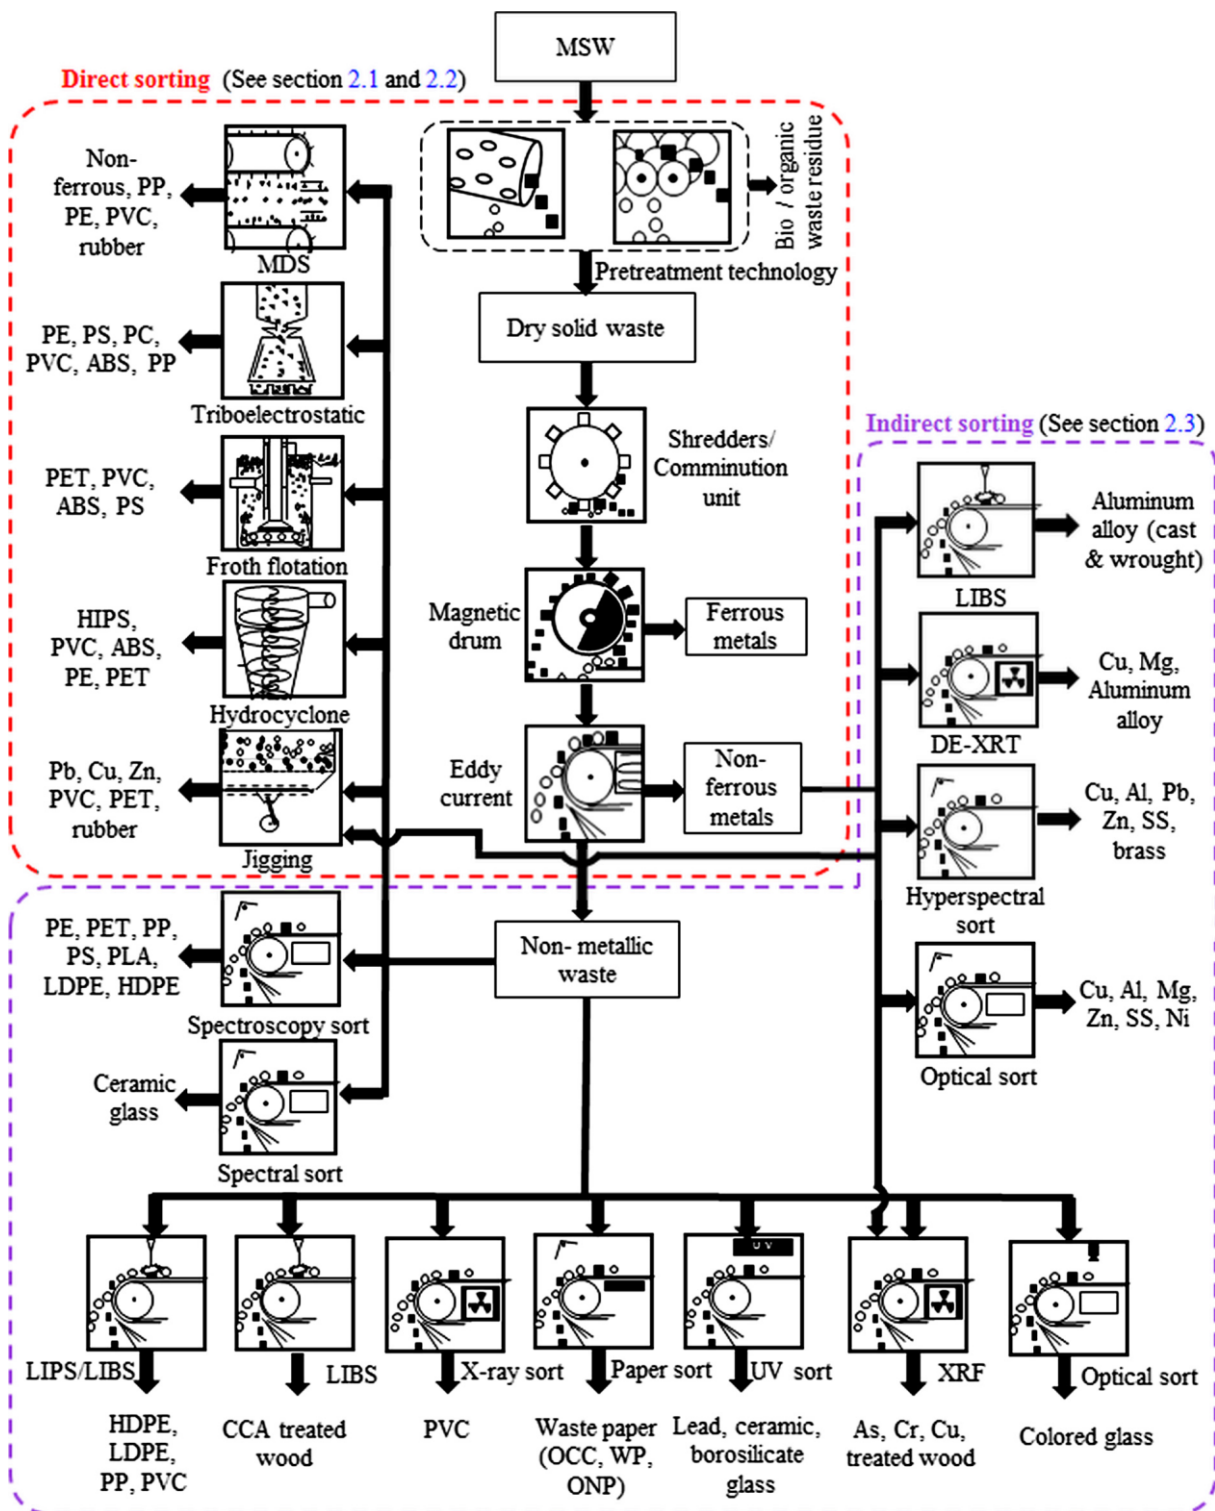 MSW
Direct sorting (See section 2.1 and 2.2)
Non-
ferrous, PP,
PE, PVC,
rubber
MDS
Bio / organic
waste residue
Pretreatment technology
Dry solid waste
PE, PS, PC,
PVC, ABS, PP
Triboelectrostatic
Shredders/
Comminution
unit
Indirect sorting (See section 2.3)
PET, PVC,
ABS, PS
Froth flotation
Aluminum
alloy (cast
& wrought)
LIBS
HIPS,
PVC, ABS,
PE, PET
Hydrocyclone
Magnetic
drum
Ferrous
metals
Cu, Mg,
Aluminum
alloy
DE-XRT
Pb, Cu, Zn,
PVC, PET,
rubber
Jigging
Eddy
current
Non-
ferrous
metals
Cu, Al, Pb,
Zn, SS,
brass
Hyperspectral
sort
PE, PET, PP,
PS, PLA,
LDPE, HDPE
Spectroscopy sort
Non- metallic
waste
Cu, Al, Mg,
Zn, SS, Ni
Optical sort
Ceramic
glass
Spectral sort
UV
LIPS/LIBS
LIBS
X-ray sort
Paper sort
UV sort
XRF
Optical sort
HDPE,
LDPE,
PP, PVC
CCA treated
wood
PVC
Waste paper
(OCC, WP,
ONP)
Lead, ceramic,
borosilicate
glass
As, Cr, Cu,
treated wood
Colored glass